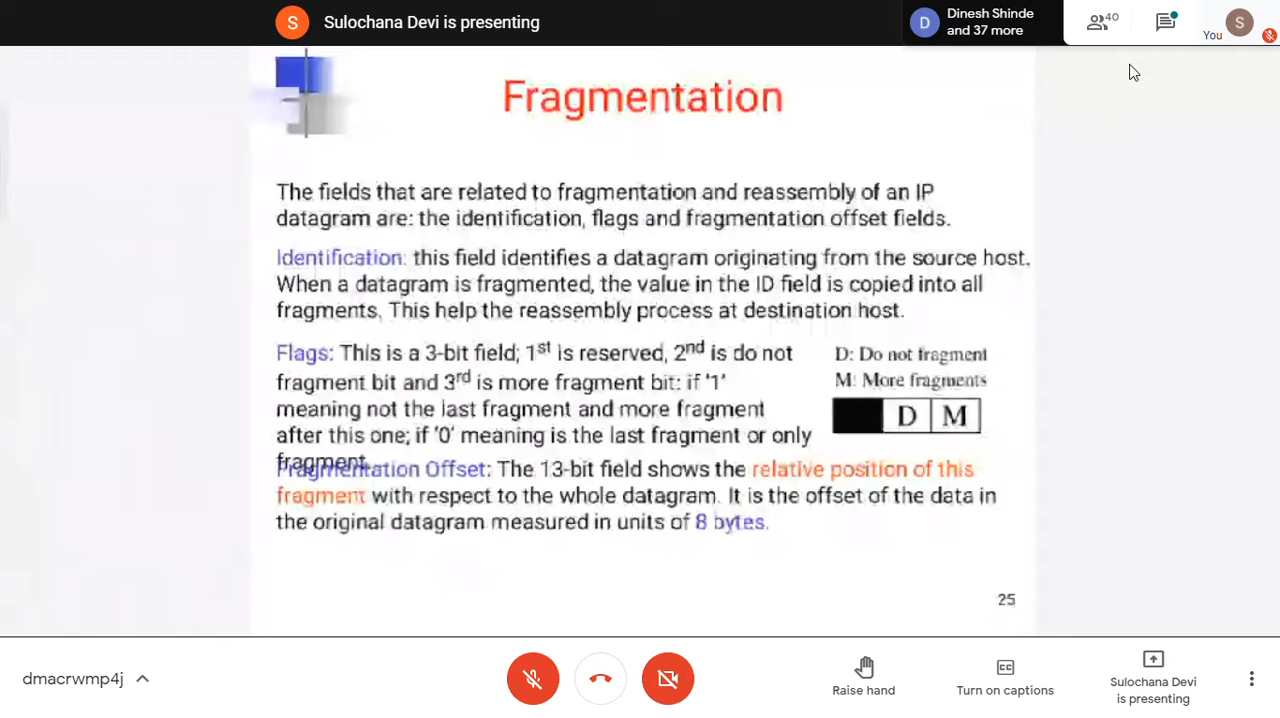 S Sulochana Devi is presenting
D Dinesh Shinde
and 37 more
40
You
S
Fragmentation
The fields that are related to fragmentation and reassembly of an IP
datagram are: the identification, flags and fragmentation offset fields.
Identification: this field identifies a datagram originating from the source host.
When a datagram is fragmented, the value in the ID field is copied into all
fragments. This help the reassembly process at destination host.
Flags: This is a 3-bit field; 1st is reserved, 2nd is do not
fragment bit and 3rd is more fragment bit: if '1'
meaning not the last fragment and more fragment
after this one; if '0' meaning is the last fragment or only
fragment.
D: Do not fragment
M: More fragments
D M
Fragmentation Offset: The 13-bit field shows the relative position of this
fragment with respect to the whole datagram. It is the offset of the data in
the original datagram measured in units of 8 bytes.
25
dmacrwmp4j
Raise hand
Turn on captions
Sulochana Devi
is presenting